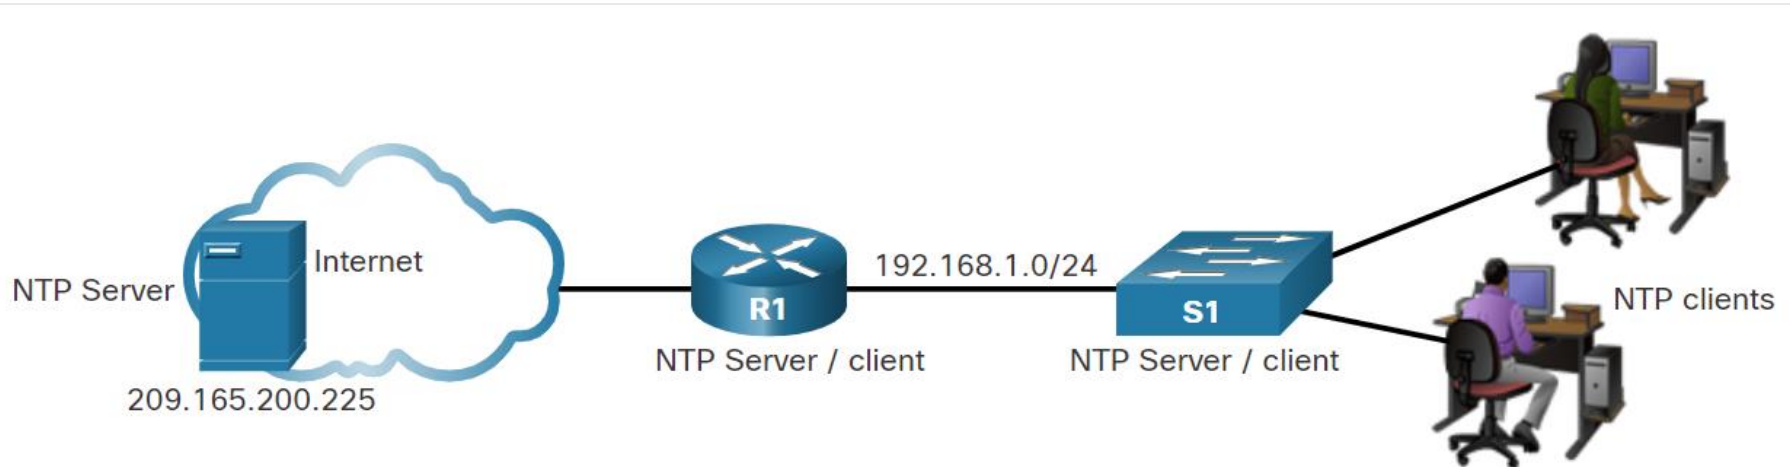 NTP Server
Internet
209.165.200.225
R1
NTP Server / client
192.168.1.0/24
S1
NTP Server / client
NTP clients